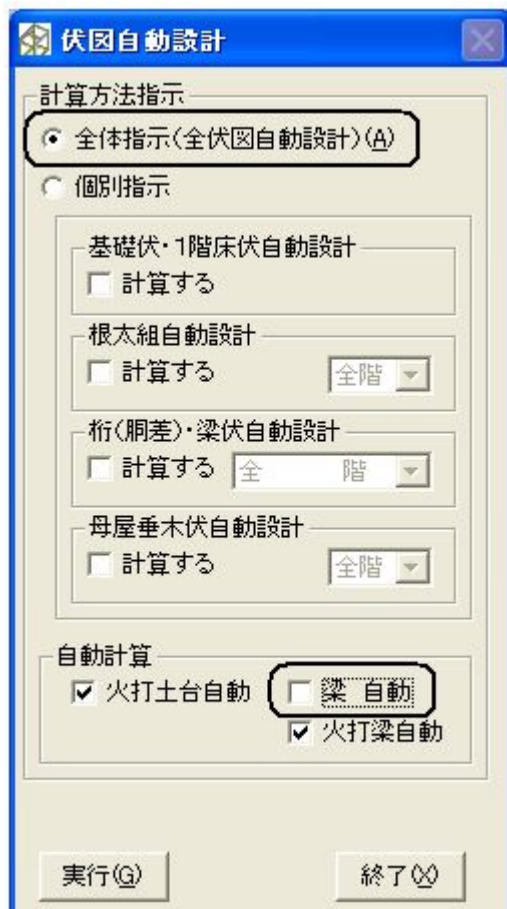 伏図自動設計
計算方法指示
全体指示(全伏図自動設計)(A)
個別指示
基礎伏・1階床伏自動設計
計算する
根太組自動設計
計算する 全階
桁(胴差)・梁伏自動設計
計算する 全 階
母屋垂木伏自動設計
計算する 全階
自動計算
火打土台自動 梁 自動
火打梁自動
実行(G) 終了(X)